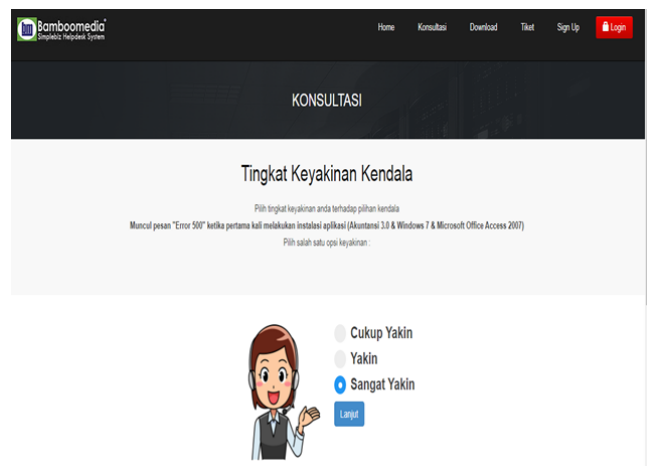 bm Bamboomedia
Simplebiz Helpdesk System
Home Konsultasi Download Tiket Sign Up Login
KONSULTASI
Tingkat Keyakinan Kendala
Pilih tingkat keyakinan anda terhadap pilihan kendala
Muncul pesan "Error 500" ketika pertama kali melakukan instalasi aplikasi (Akuntansi 3.0 & Windows 7 & Microsoft Office Access 2007)
Pilih salah satu opsi keyakinan :
Cukup Yakin
Yakin
Sangat Yakin
Lanjut